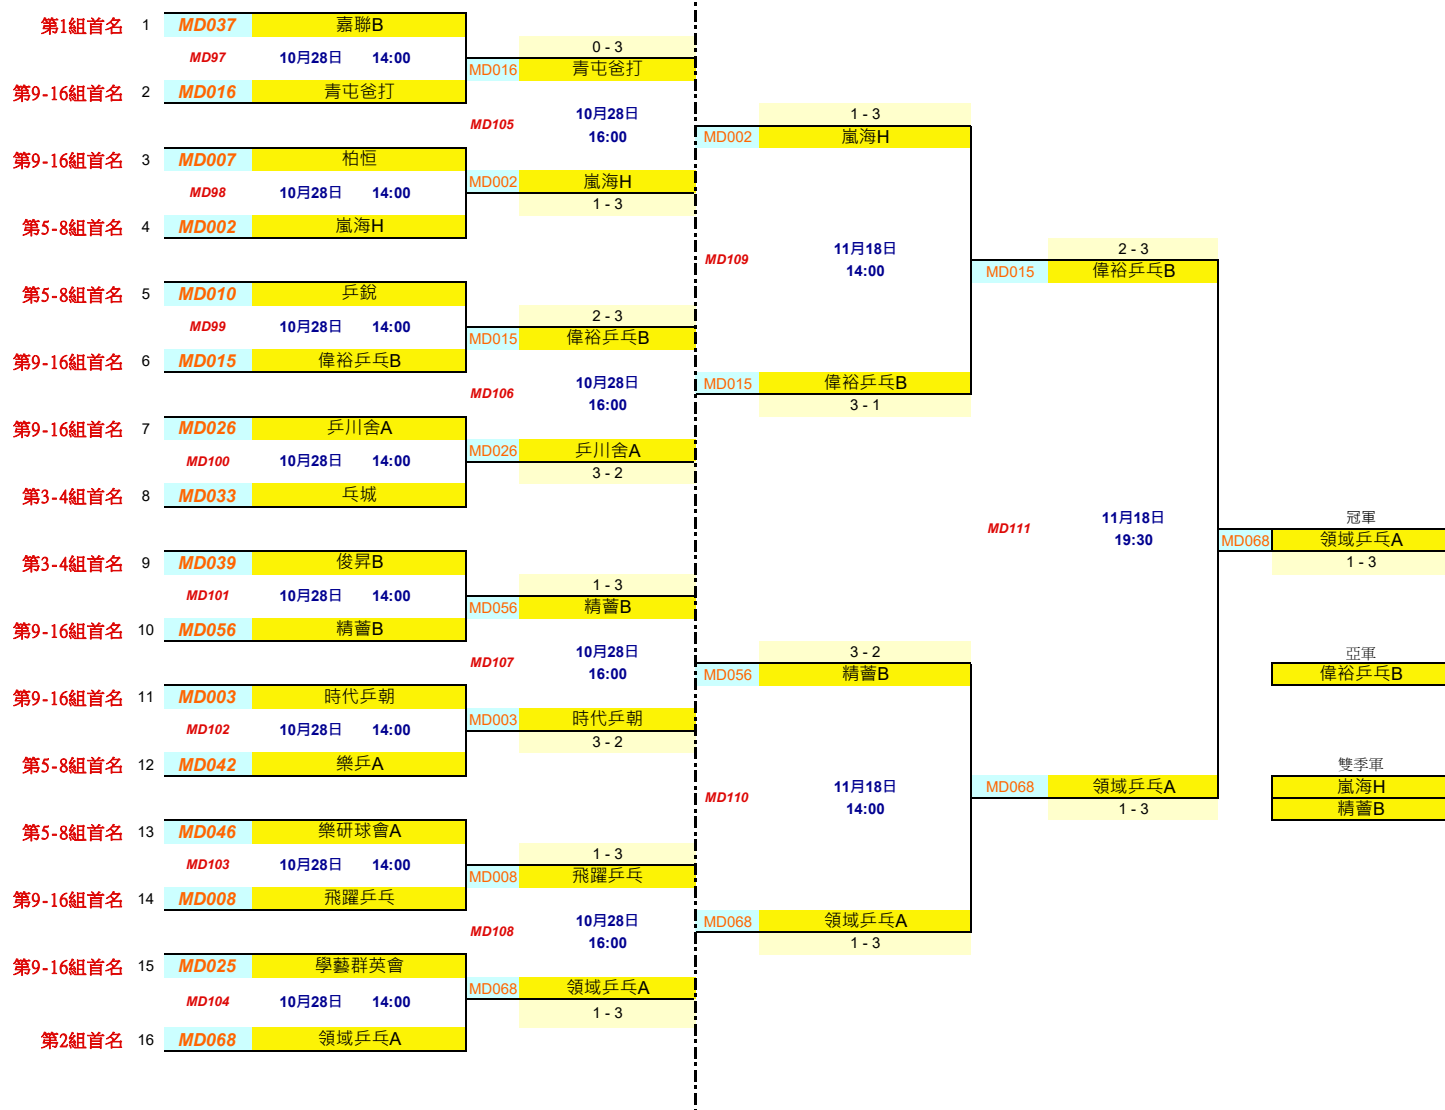 第1組首名 1 MD037 嘉聯B
MD97 10月28日 14:00
第9-16組首名 2 MD016 青屯爸打
0 - 3
MD016 青屯爸打
MD105 10月28日
16:00
第9-16組首名 3 MD007 柏恒
MD98 10月28日 14:00
第5-8組首名 4 MD002 嵐海H
MD002 嵐海H
1 - 3
1 - 3
MD002 嵐海H
MD109 11月18日
14:00
第5-8組首名 5 MD010 乒銳
MD99 10月28日 14:00
第9-16組首名 6 MD015 偉裕乒乓B
2 - 3
MD015 偉裕乒乓B
MD106 10月28日
16:00
第9-16組首名 7 MD026 乒川舍A
MD100 10月28日 14:00
第3-4組首名 8 MD033 乓城
MD026 乒川舍A
3 - 2
MD015 偉裕乒乓B
3 - 1
2 - 3
MD015 偉裕乒乓B
MD111 11月18日
19:30
第3-4組首名 9 MD039 俊昇B
MD101 10月28日 14:00
第9-16組首名 10 MD056 精薈B
1 - 3
MD056 精薈B
MD107 10月28日
16:00
第9-16組首名 11 MD003 時代乒朝
MD102 10月28日 14:00
第5-8組首名 12 MD042 樂乒A
MD003 時代乒朝
3 - 2
3 - 2
MD056 精薈B
MD110 11月18日
14:00
第5-8組首名 13 MD046 樂研球會A
MD103 10月28日 14:00
第9-16組首名 14 MD008 飛躍乒乓
1 - 3
MD008 飛躍乒乓
MD108 10月28日
16:00
第9-16組首名 15 MD025 學藝群英會
MD104 10月28日 14:00
第2組首名 16 MD068 領域乒乓A
MD068 領域乒乓A
1 - 3
MD068 領域乒乓A
1 - 3
MD068 領域乒乓A
1 - 3
冠軍
MD068 領域乒乓A
1 - 3
亞軍
偉裕乒乓B
雙季軍
嵐海H
精薈B